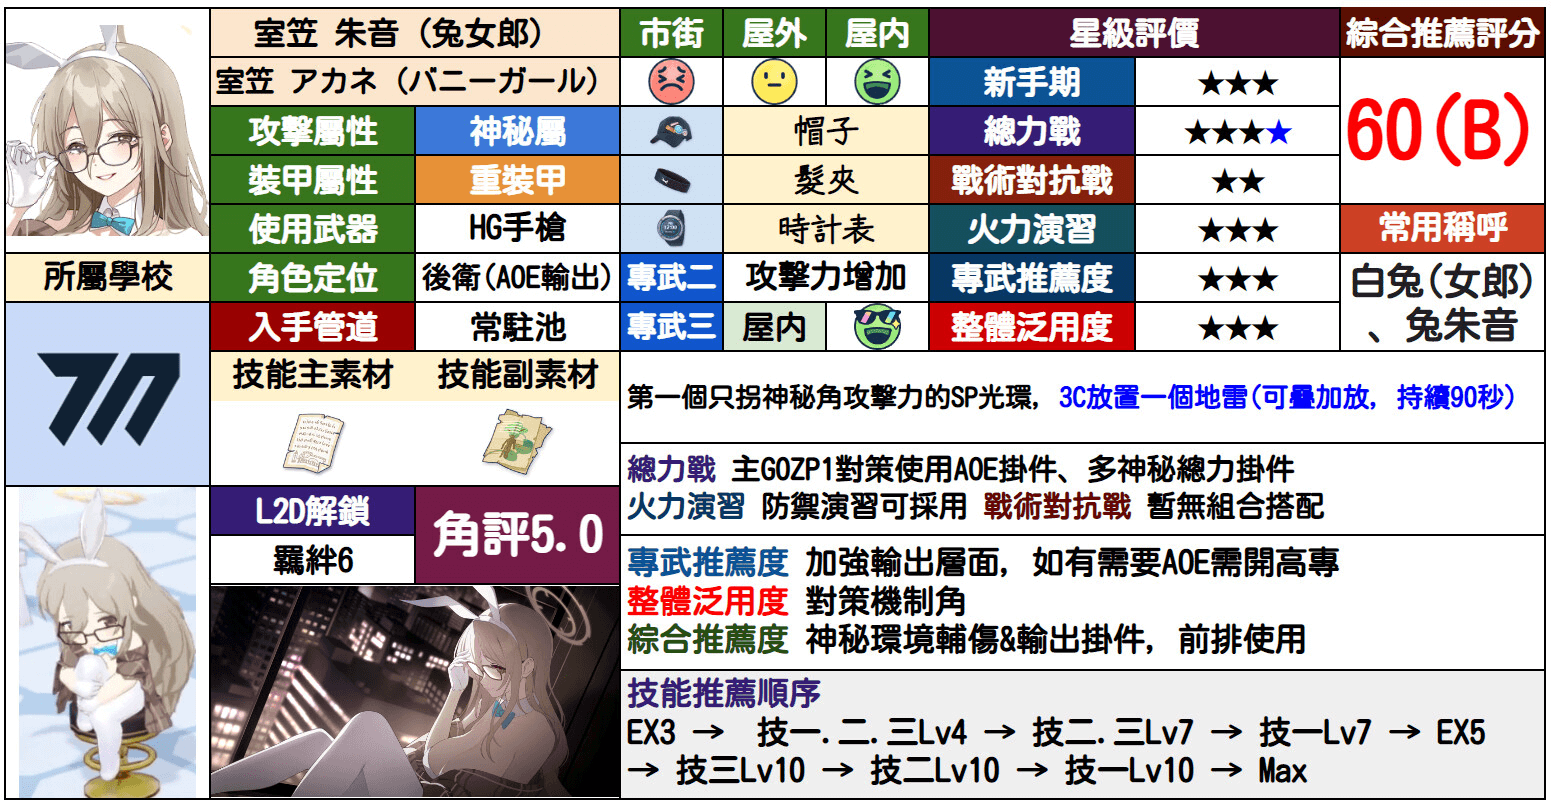 室笠 朱音（兔女郎）
室笠 アカネ（バニーガール）
攻擊屬性 神秘屬
裝甲屬性 重裝甲
使用武器 HG手槍
角色定位 後衛(AOE輸出)
入手管道 常駐池
所屬學校
技能主素材 技能副素材
L2D解鎖
羈絆6
角評5.0
市街 屋外 屋內
帽子
髮夾
時計表
專武二 攻擊力增加
專武三 屋內
星級評價
新手期 ★★★
總力戰 ★★★★
戰術對抗戰 ★★
火力演習 ★★★
專武推薦度 ★★★
整體泛用度 ★★★
綜合推薦評分
60(B)
常用稱呼
白兔(女郎)
、兔朱音
第一個只拐神秘角攻擊力的SP光環, 3C放置一個地雷(可疊加放, 持續90秒)
總力戰 主GOZP1對策使用AOE掛件、多神秘總力掛件
火力演習 防禦演習可採用 戰術對抗戰 暫無組合搭配
專武推薦度 加強輸出層面, 如有需要AOE需開高專
整體泛用度 對策機制角
綜合推薦度 神秘環境輔傷&輸出掛件, 前排使用
技能推薦順序
EX3 → 技一.二.三Lv4 → 技二.三Lv7 → 技一Lv7 → EX5
→ 技三Lv10 → 技二Lv10 → 技一Lv10 → Max